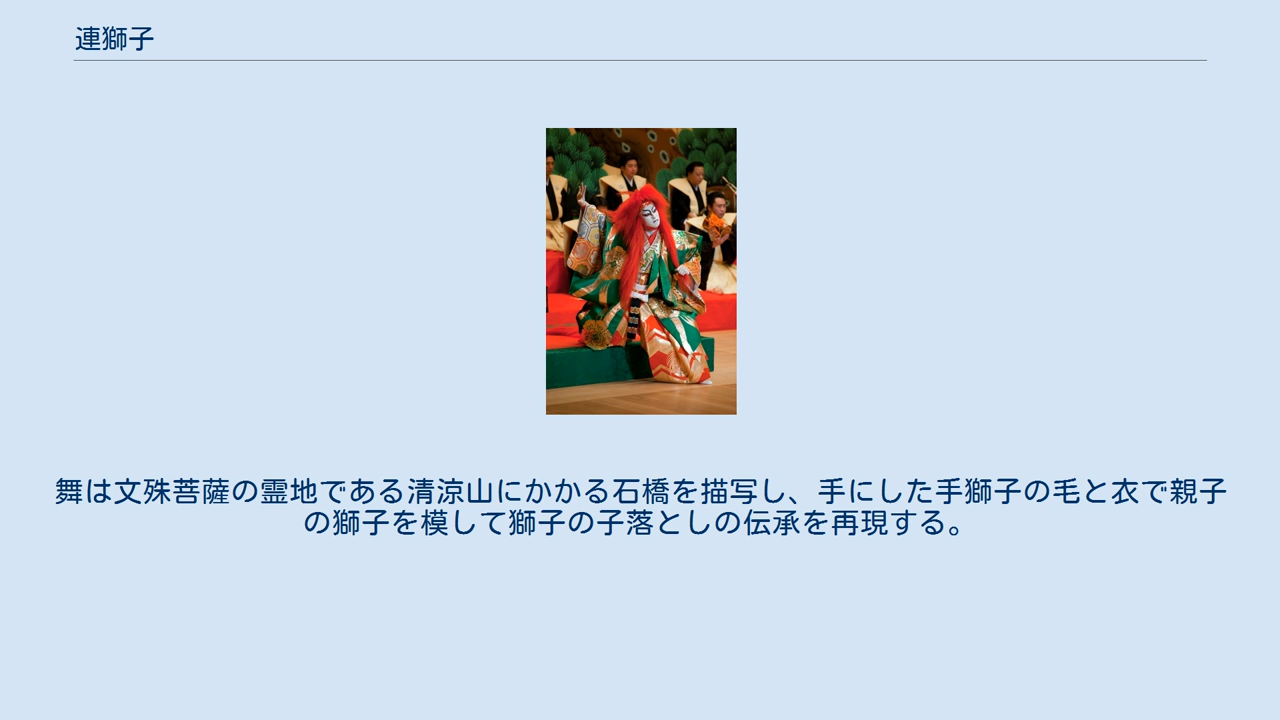 連獅子
舞は文殊菩薩の霊地である清涼山にかかる石橋を描写し、手にした手獅子の毛と衣で親子
の獅子を模して獅子の子落としの伝承を再現する。